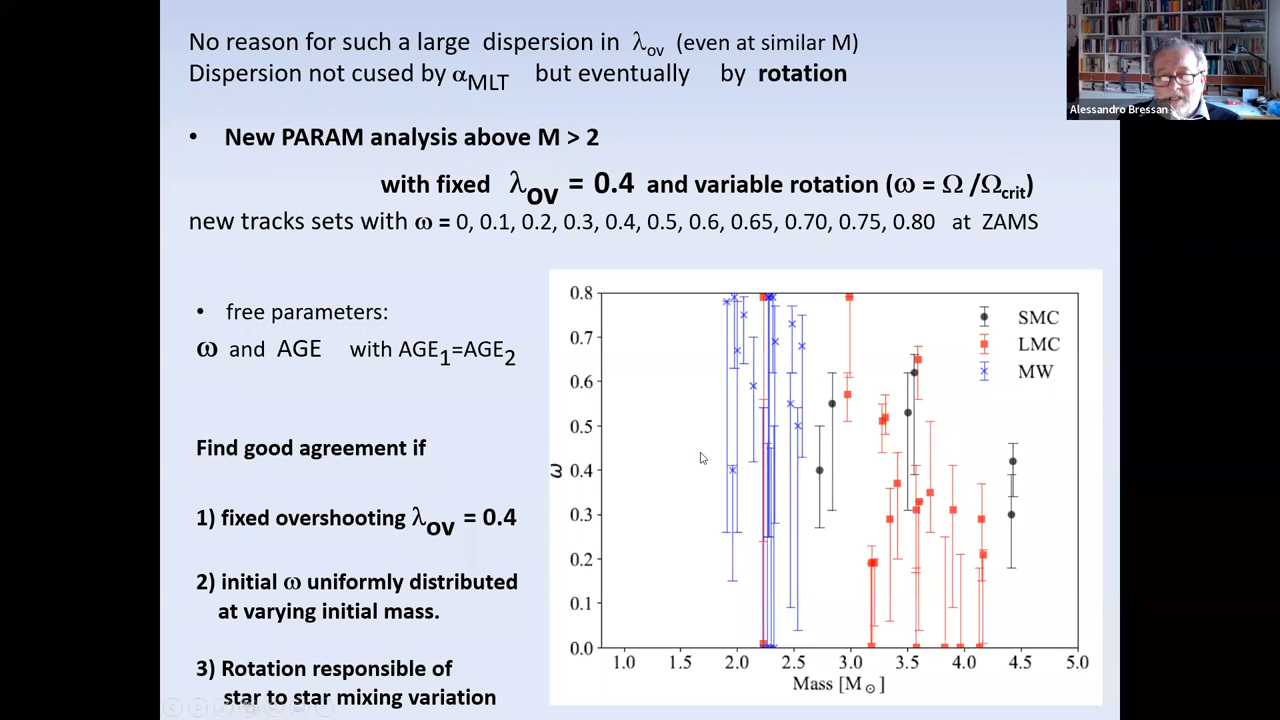 No reason for such a large dispersion in λov (even at similar M)
Dispersion not cused by αMLT but eventually by rotation
Alessandro Bressan
• New PARAM analysis above M > 2
with fixed λov = 0.4 and variable rotation (ω = Ω /Ωcrit)
new tracks sets with ω = 0, 0.1, 0.2, 0.3, 0.4, 0.5, 0.6, 0.65, 0.70, 0.75, 0.80 at ZAMS
• free parameters:
ω and AGE with AGE1=AGE2
Find good agreement if
1) fixed overshooting λov = 0.4
2) initial ω uniformly distributed
at varying initial mass.
3) Rotation responsible of
star to star mixing variation
0.8
0.7
0.6
0.5
0.4
0.3
0.2
0.1
0.0
ω
SMC
LMC
MW
1.0 1.5 2.0 2.5 3.0 3.5 4.0 4.5 5.0
Mass [M⊙]